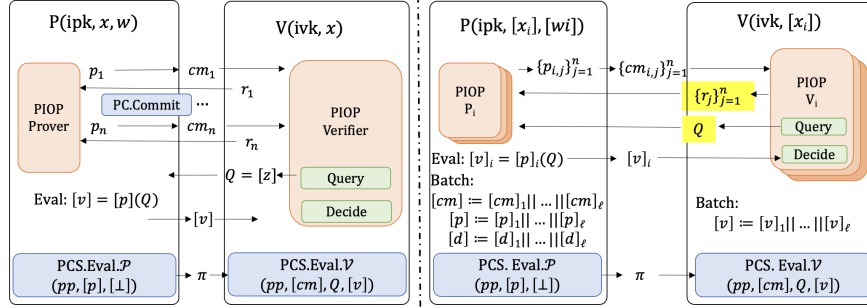 P(ipk, x, w)
V(ivk, x)
p₁
cm₁
r₁
PIOP
Prover
PC.Commit
...
pₙ
cmₙ
rₙ
PIOP
Verifier
Q = [z]
Query
Eval: [v] = [p](Q)
[v]
Decide
PCS.Eval.𝒫
(pp, [p], [⊥])
π
PCS.Eval.𝒱
(pp, [cm], Q, [v])
P(ipk, [xᵢ], [wi])
V(ivk, [xᵢ])
{pᵢ,ⱼ}ⁿⱼ₌₁
{cmᵢ,ⱼ}ⁿⱼ₌₁
PIOP
Pᵢ
{rⱼ}ⁿⱼ₌₁
PIOP
Vᵢ
Q
Query
Decide
Eval: [v]ᵢ = [p]ᵢ(Q)
[v]ᵢ
Batch:
[cm] ≔ [cm]₁|| ... ||[cm]ℓ
[p] ≔ [p]₁|| ... ||[p]ℓ
[d] ≔ [d]₁|| ... ||[d]ℓ
Batch:
[v] ≔ [v]₁|| ... ||[v]ℓ
PCS. Eval.𝒫
(pp, [p], [⊥])
π
PCS. Eval.𝒱
(pp, [cm], Q, [v])